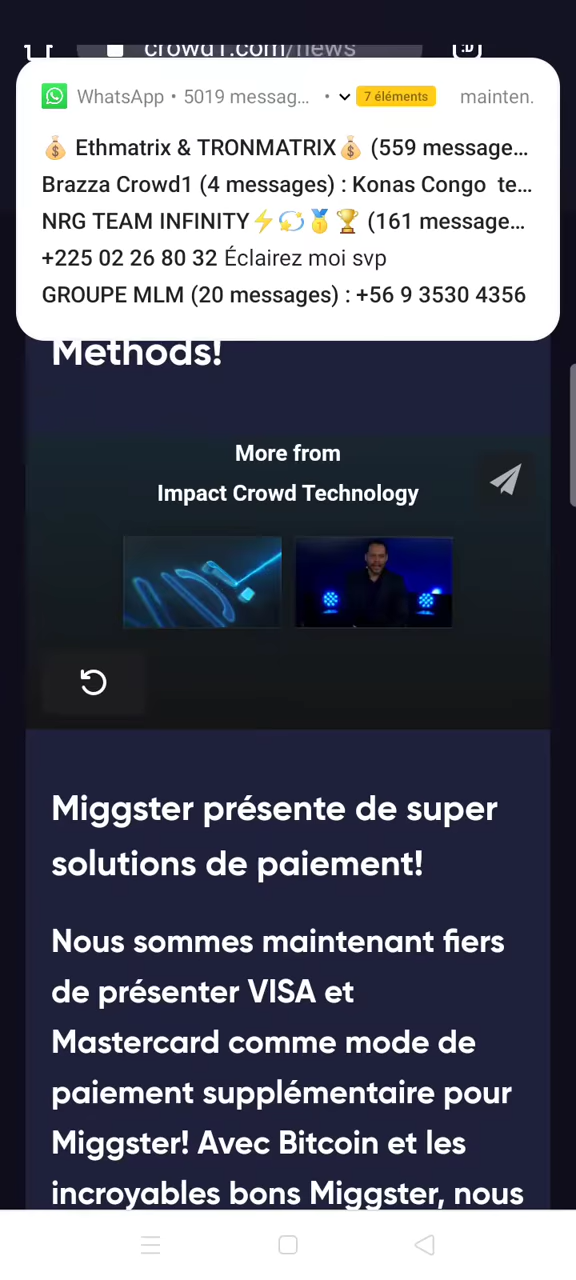 crowd1.com/news
:D
WhatsApp • 5019 messag... • 7 éléments mainten.
💰 Ethmatrix & TRONMATRIX💰 (559 message...
Brazza Crowd1 (4 messages) : Konas Congo te...
NRG TEAM INFINITY⚡💫🥇🏆 (161 message...
+225 02 26 80 32 Éclairez moi svp
GROUPE MLM (20 messages) : +56 9 3530 4356
Methods!
More from
Impact Crowd Technology
Miggster présente de super
solutions de paiement!
Nous sommes maintenant fiers
de présenter VISA et
Mastercard comme mode de
paiement supplémentaire pour
Miggster! Avec Bitcoin et les
incroyables bons Miggster, nous